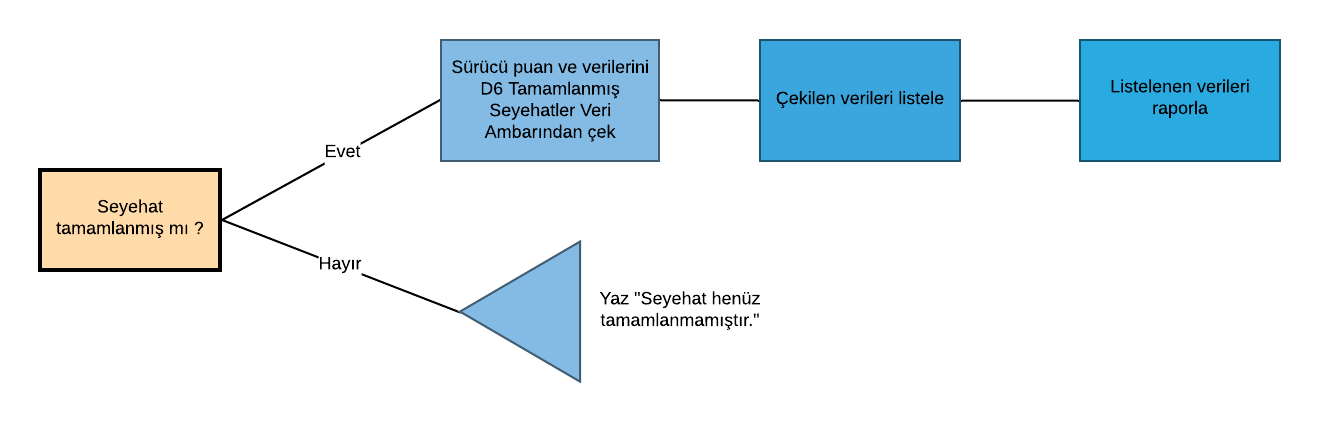 Seyehat
tamamlanmış mı ?
Evet
Hayır
Sürücü puan ve verilerini
D6 Tamamlanmış
Seyehatler Veri
Ambarından çek
Çekilen verileri listele
Listelenen verileri
raporla
Yaz "Seyehat henüz
tamamlanmamıştır."